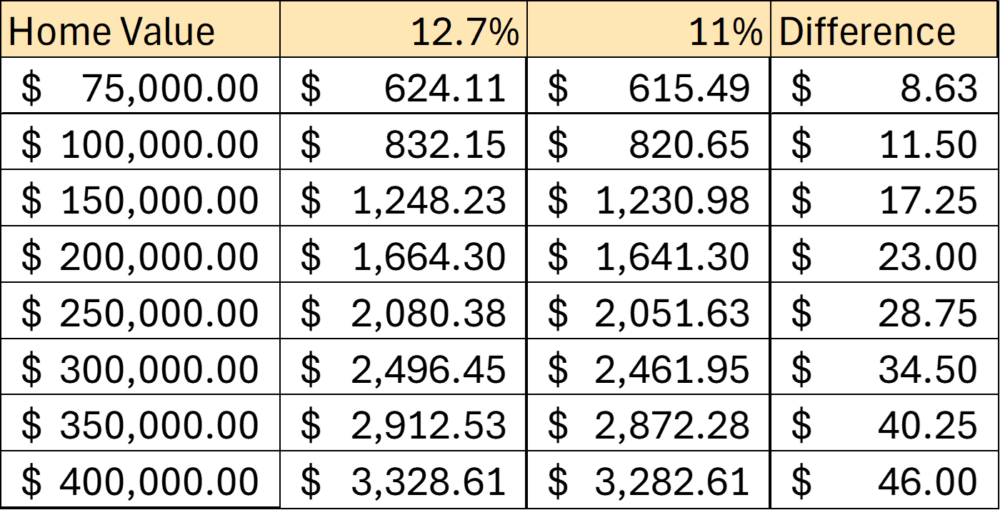 Home Value 12.7% 11% Difference
$ 75,000.00 $ 624.11 $ 615.49 $ 8.63
$ 100,000.00 $ 832.15 $ 820.65 $ 11.50
$ 150,000.00 $ 1,248.23 $ 1,230.98 $ 17.25
$ 200,000.00 $ 1,664.30 $ 1,641.30 $ 23.00
$ 250,000.00 $ 2,080.38 $ 2,051.63 $ 28.75
$ 300,000.00 $ 2,496.45 $ 2,461.95 $ 34.50
$ 350,000.00 $ 2,912.53 $ 2,872.28 $ 40.25
$ 400,000.00 $ 3,328.61 $ 3,282.61 $ 46.00